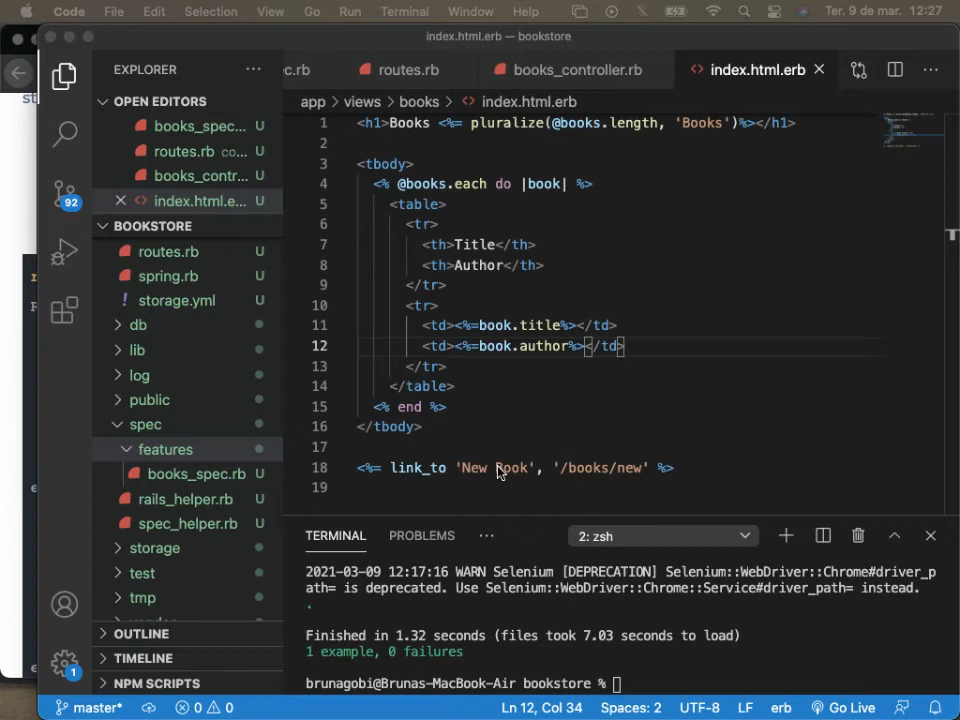 Code File Edit Selection View Go Run Terminal Window Help Ter. 9 de mar. 12:27
index.html.erb — bookstore
EXPLORER ···
c.rb routes.rb books_controller.rb index.html.erb ···
OPEN EDITORS
books_spec... U
routes.rb co... U
books_contr... U
index.html.e... U
BOOKSTORE
routes.rb U
spring.rb U
storage.yml U
db
lib
log
public
spec
features
books_spec.rb U
rails_helper.rb U
spec_helper.rb U
storage
test
tmp
OUTLINE
TIMELINE
NPM SCRIPTS
92
1
app > views > books > index.html.erb
1 <h1>Books <%= pluralize(@books.length, 'Books')%></h1>
2
3 <tbody>
4 <% @books.each do |book| %>
5 <table>
6 <tr>
7 <th>Title</th>
8 <th>Author</th>
9 </tr>
10 <tr>
11 <td><%=book.title%></td>
12 <td><%=book.author%></td>
13 </tr>
14 </table>
15 <% end %>
16 </tbody>
17
18 <%= link_to 'New Book', '/books/new' %>
19
TERMINAL PROBLEMS ··· 2: zsh
2021-03-09 12:17:16 WARN Selenium [DEPRECATION] Selenium::WebDriver::Chrome#driver_p
ath= is deprecated. Use Selenium::WebDriver::Chrome::Service#driver_path= instead.
.
Finished in 1.32 seconds (files took 7.03 seconds to load)
1 example, 0 failures
brunagobi@Brunas-MacBook-Air bookstore %
master* 0 0 Ln 12, Col 34 Spaces: 2 UTF-8 LF erb Go Live